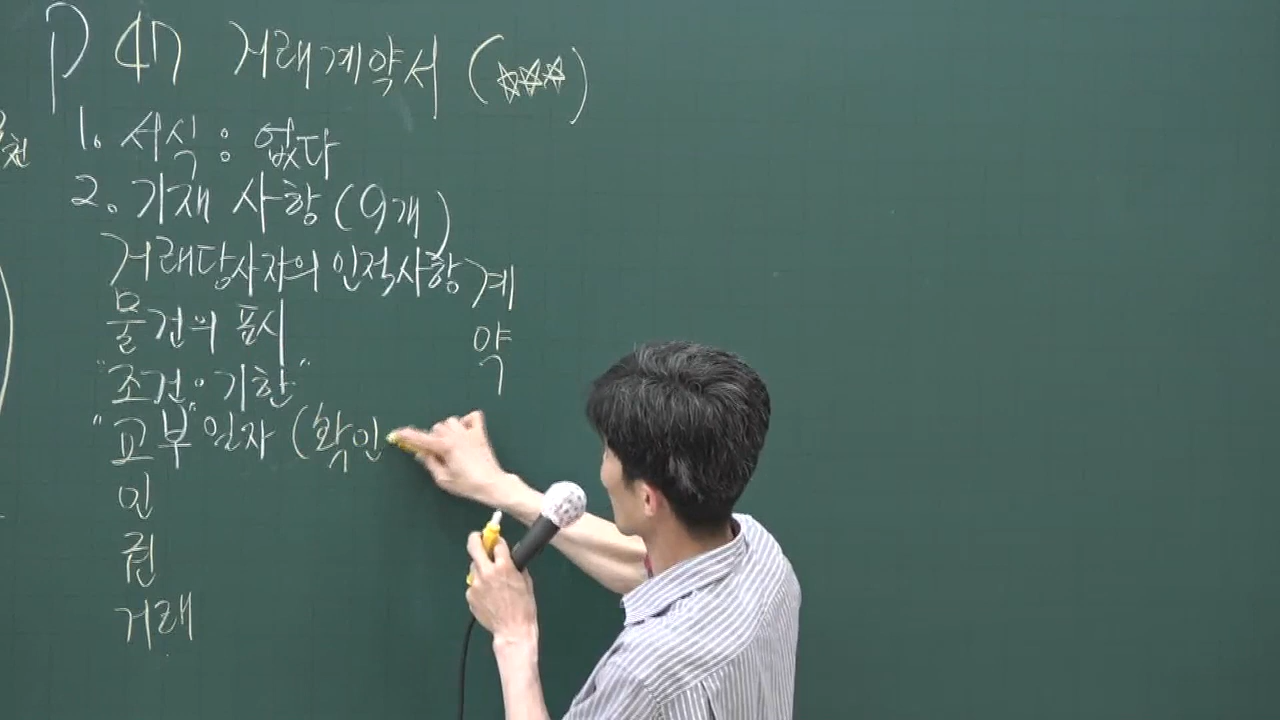 P 47 거래계약서 (☆☆☆)
1. 서식 : 없다
2. 기재 사항 (9개)
거래당사자의 인적사항 계
물건의 표시 약
"조건·기한"
"교부" 일자 (확인
인
권
거래